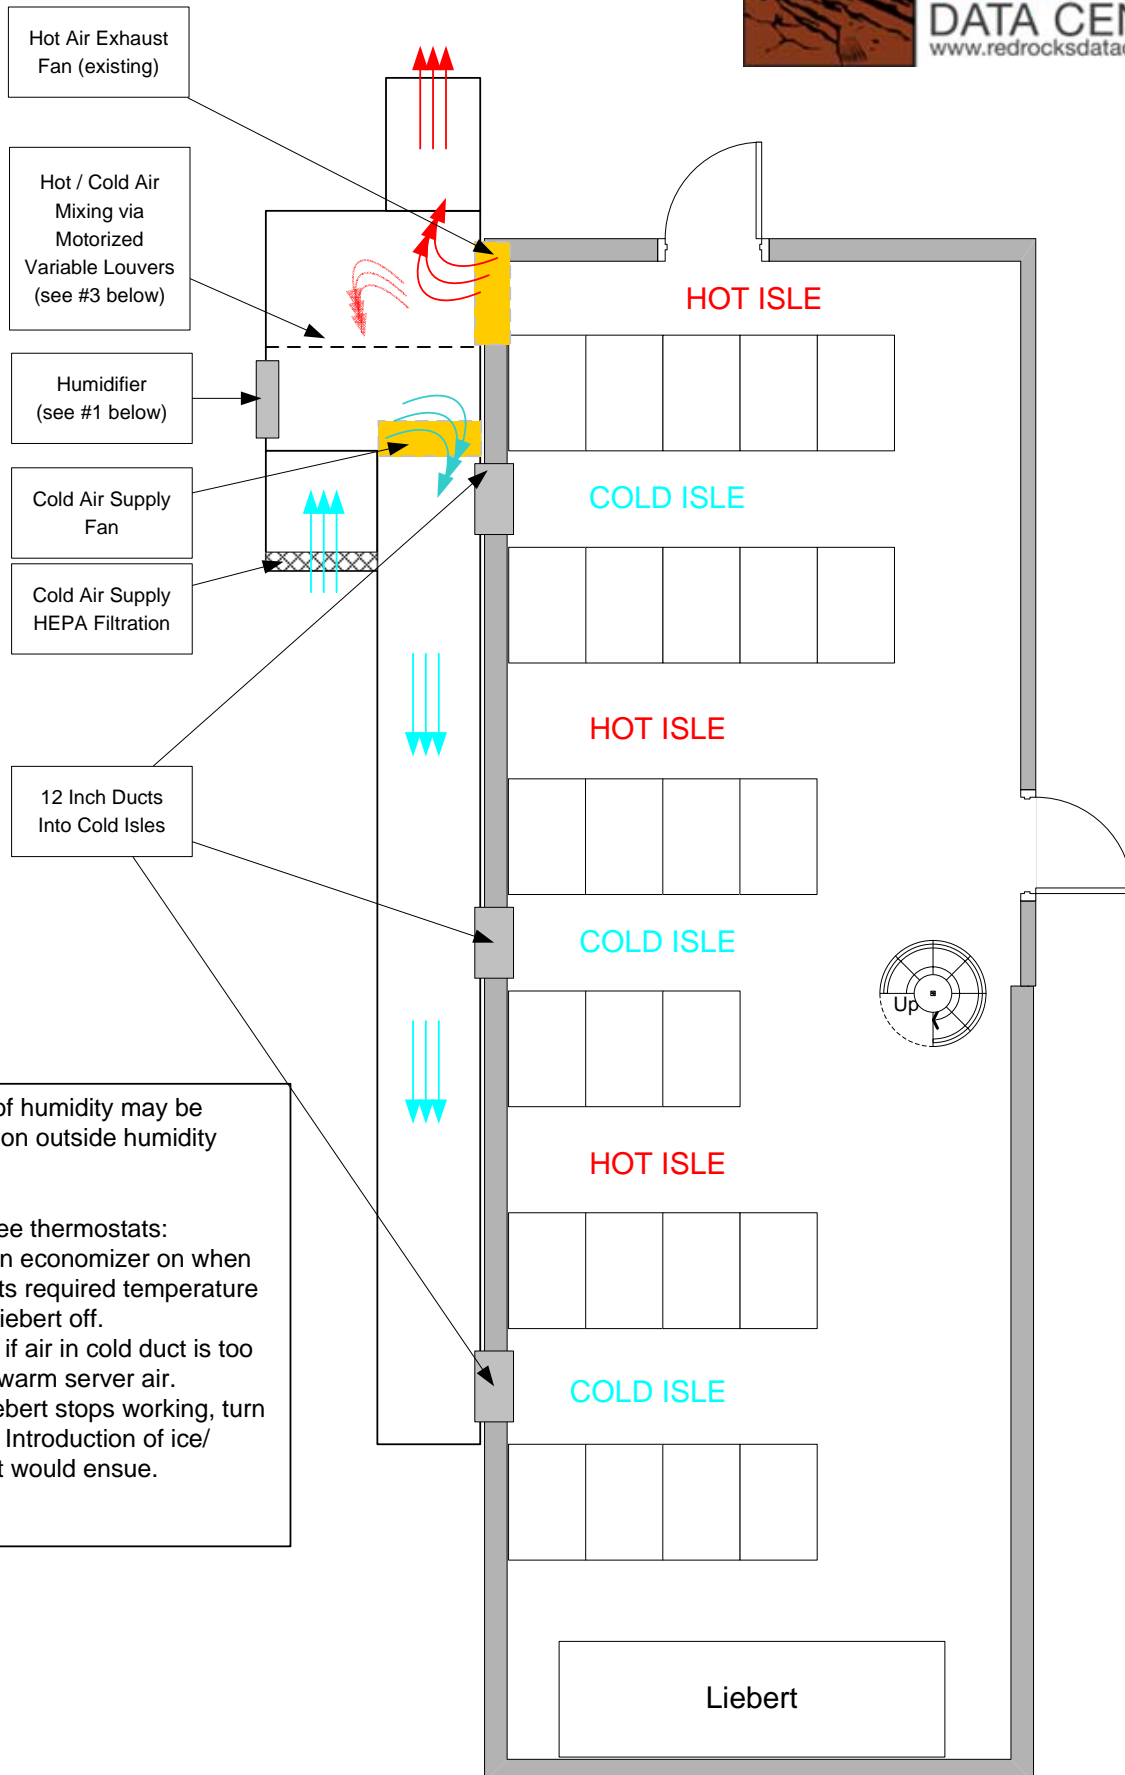 DATA CEN
www.redrocksdatac
Hot Air Exhaust
Fan (existing)
Hot / Cold Air
Mixing via
Motorized
Variable Louvers
(see #3 below)
HOT ISLE
Humidifier
(see #1 below)
Cold Air Supply
Fan
COLD ISLE
Cold Air Supply
HEPA Filtration
HOT ISLE
12 Inch Ducts
Into Cold Isles
COLD ISLE
Up
of humidity may be
on outside humidity
HOT ISLE
ee thermostats:
n economizer on when
ts required temperature
iebert off.
if air in cold duct is too
warm server air.
ebert stops working, turn
Introduction of ice/
t would ensue.
COLD ISLE
Liebert